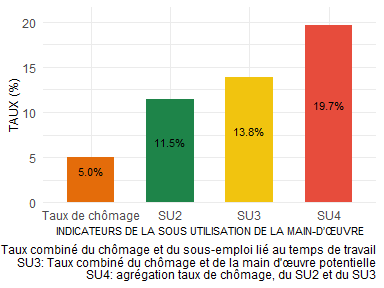 TAUX (%)
20
15
10
5
0
5.0%
11.5%
13.8%
19.7%
Taux de chômage SU2 SU3 SU4
INDICATEURS DE LA SOUS UTILISATION DE LA MAIN-D'ŒUVRE
Taux combiné du chômage et du sous-emploi lié au temps de travail
SU3: Taux combiné du chômage et de la main d'œuvre potentielle
SU4: agrégation taux de chômage, du SU2 et du SU3